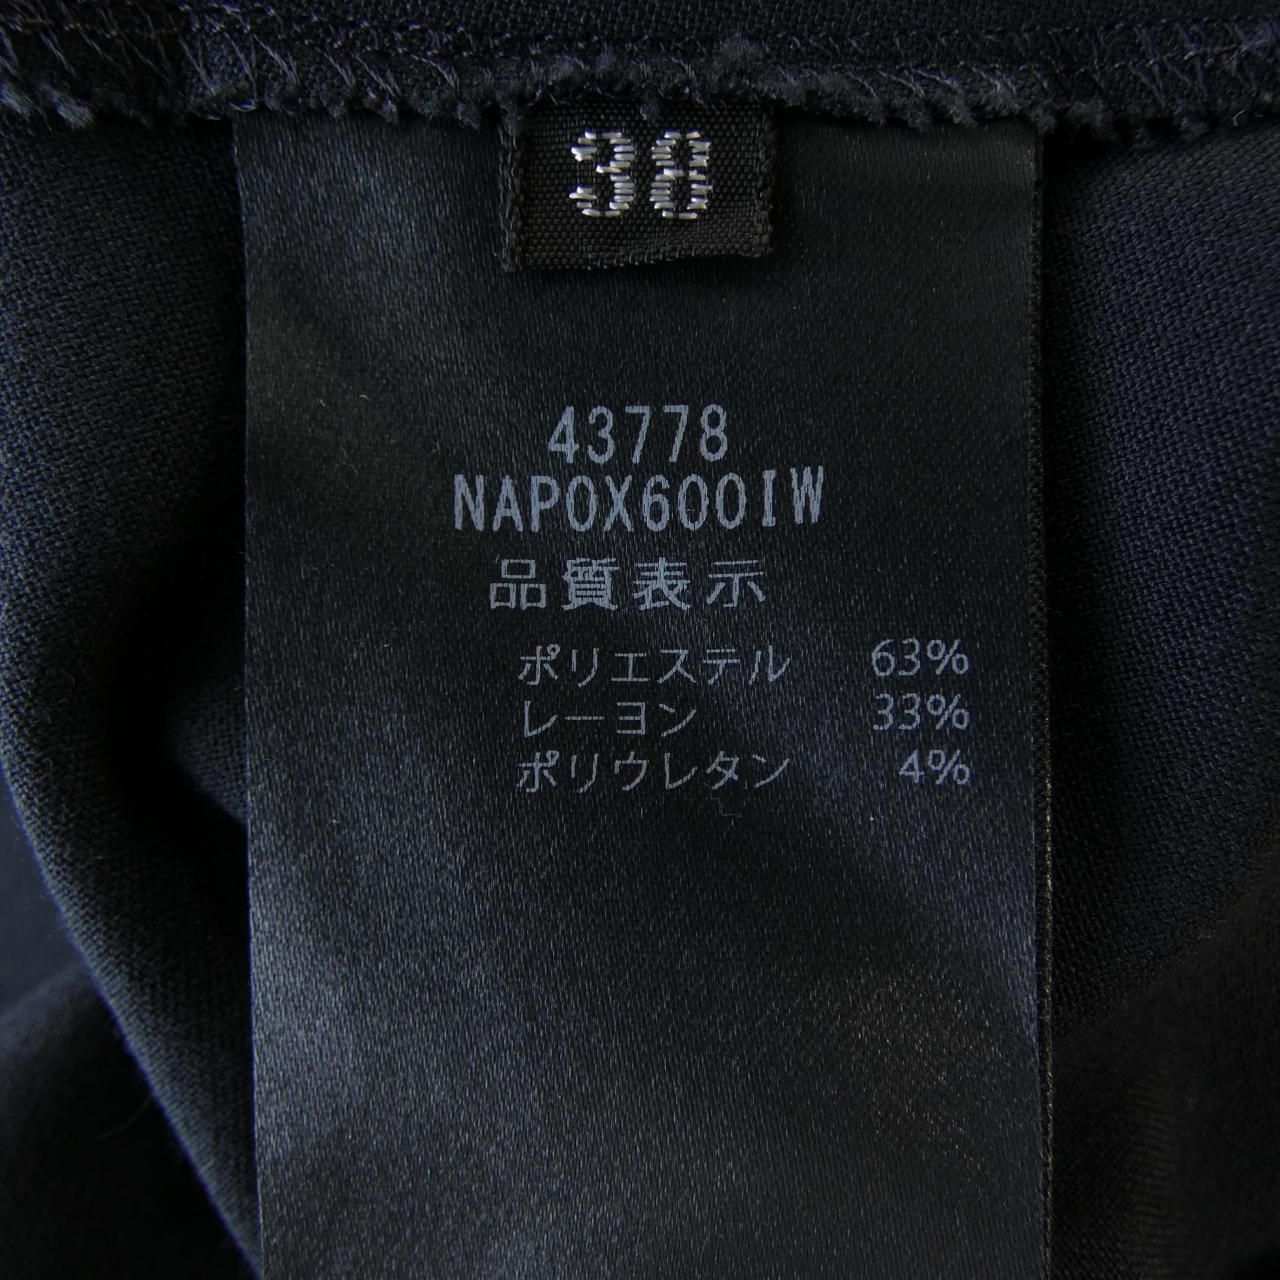 38
43778
NAPOX600IW
品質表示
ポリエステル 63%
レーヨン 33%
ポリウレタン 4%